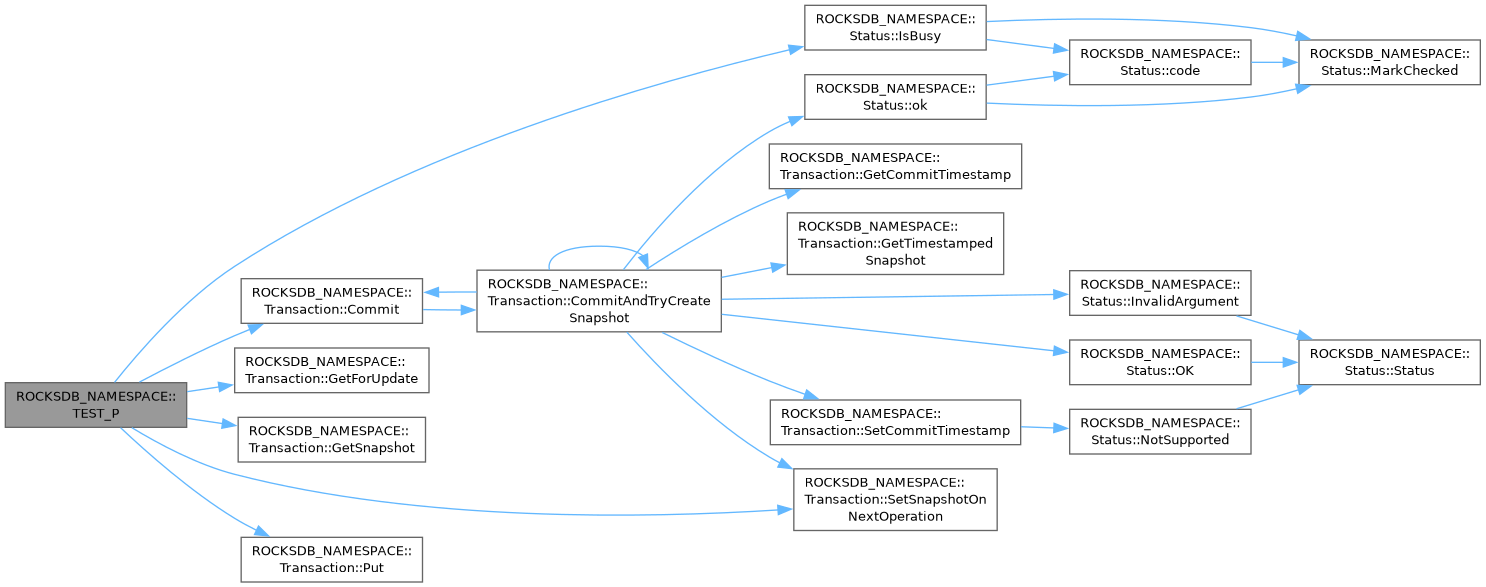 ROCKSDB_NAMESPACE::
TEST_P
ROCKSDB_NAMESPACE::
Status::IsBusy
ROCKSDB_NAMESPACE::
Status::code
ROCKSDB_NAMESPACE::
Status::MarkChecked
ROCKSDB_NAMESPACE::
Status::ok
ROCKSDB_NAMESPACE::
Transaction::GetCommitTimestamp
ROCKSDB_NAMESPACE::
Transaction::GetTimestamped
Snapshot
ROCKSDB_NAMESPACE::
Transaction::Commit
ROCKSDB_NAMESPACE::
Transaction::CommitAndTryCreate
Snapshot
ROCKSDB_NAMESPACE::
Status::InvalidArgument
ROCKSDB_NAMESPACE::
Status::OK
ROCKSDB_NAMESPACE::
Status::Status
ROCKSDB_NAMESPACE::
Transaction::GetForUpdate
ROCKSDB_NAMESPACE::
Transaction::GetSnapshot
ROCKSDB_NAMESPACE::
Transaction::SetCommitTimestamp
ROCKSDB_NAMESPACE::
Status::NotSupported
ROCKSDB_NAMESPACE::
Transaction::SetSnapshotOn
NextOperation
ROCKSDB_NAMESPACE::
Transaction::Put